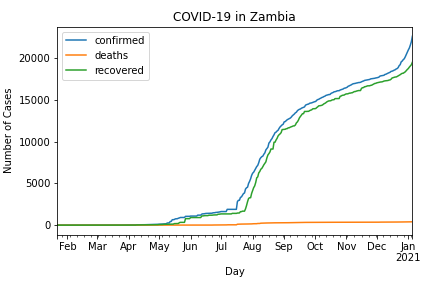 COVID-19 in Zambia
confirmed
deaths
recovered
Number of Cases
20000
15000
10000
5000
0
Feb Mar Apr May Jun Jul Aug Sep Oct Nov Dec Jan
2021
Day